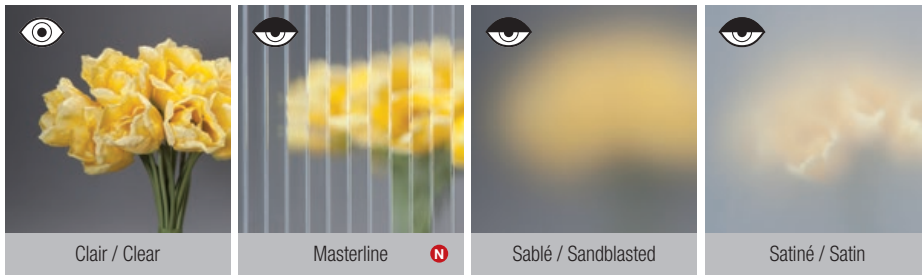 Clair / Clear
Masterline N
Sablé / Sandblasted
Satiné / Satin